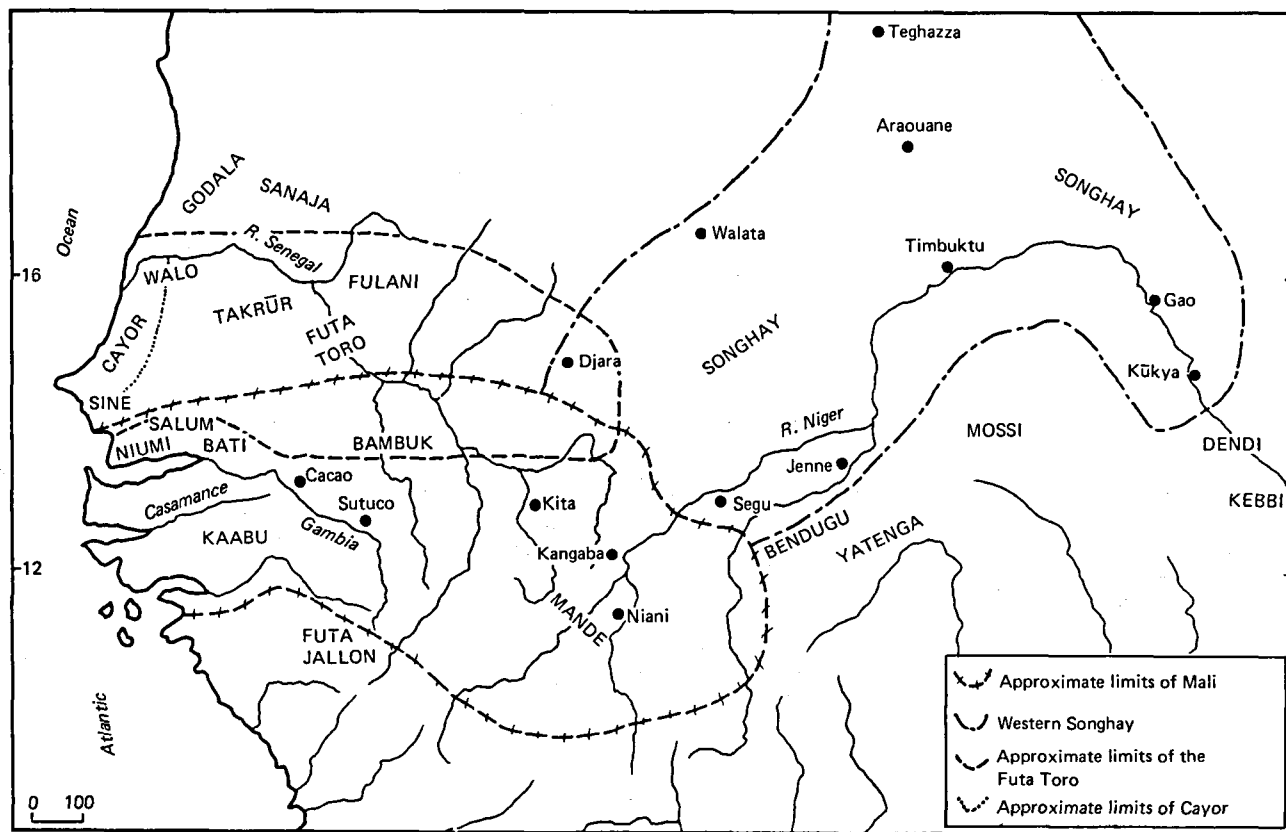 Teghazza
Araouane
SONGHAY
GODALA
SANAJA
Ocean
R. Senegal
Walata
Timbuktu
16
WALO
FULANI
TAKRŪR
Gao
CAYOR
FUTA
TORO
SONGHAY
Djara
Kūkya
SINE
SALUM
NIUMI
BATI
BAMBUK
R. Niger
MOSSI
DENDI
Jenne
Cacao
Casamance
Sutuco
Kita
Segu
KEBBI
KAABU
Gambia
BENDUGU
YATENGA
Kangaba
12
MANDE
Niani
FUTA
JALLON
Atlantic
0 100
Approximate limits of Mali
Western Songhay
Approximate limits of the
Futa Toro
Approximate limits of Cayor